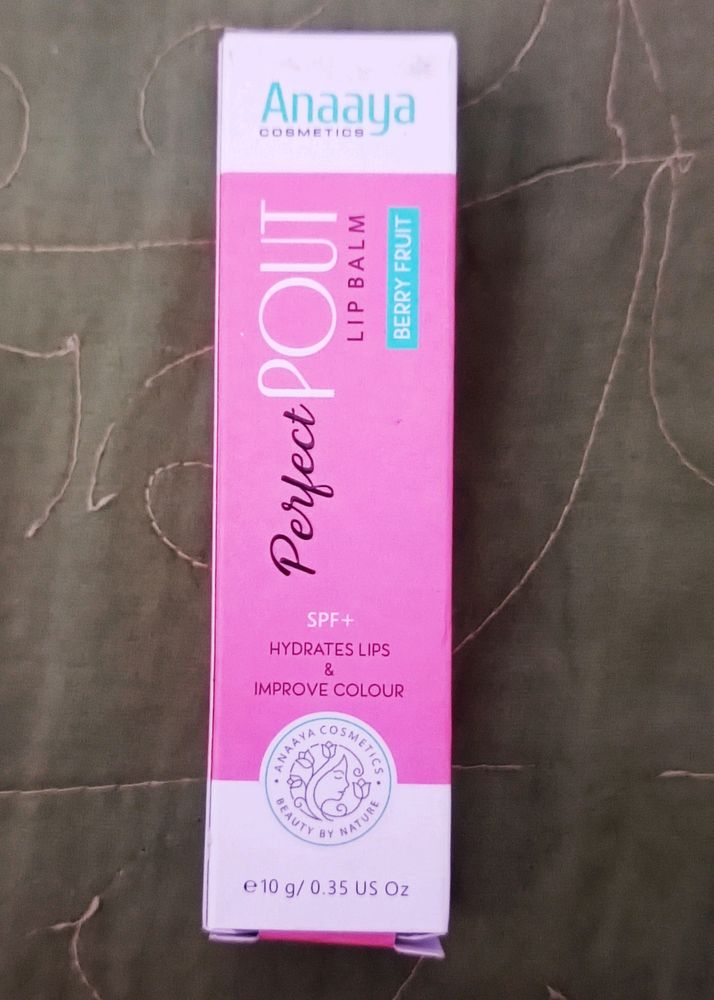 Anaaya
COSMETICS
Perfect POUT
LIP BALM
BERRY FRUIT
SPF+
HYDRATES LIPS
&
IMPROVE COLOUR
ANAAYA COSMETICS
BEAUTY BY NATURE
℮10 g/ 0.35 US Oz